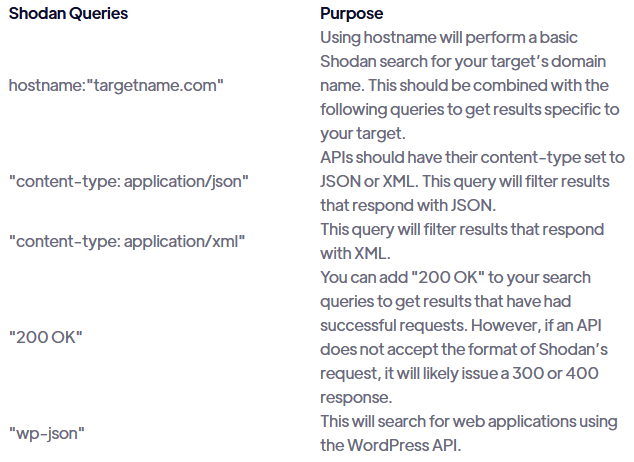 Shodan Queries Purpose
Using hostname will perform a basic
Shodan search for your target's domain
hostname:"targetname.com" name. This should be combined with the
following queries to get results specific to
your target.
APIs should have their content-type set to
"content-type: application/json" JSON or XML. This query will filter results
that respond with JSON.
"content-type: application/xml" This query will filter results that respond
with XML.
You can add "200 OK" to your search
queries to get results that have had
successful requests. However, if an API
"200 OK" does not accept the format of Shodan's
request, it will likely issue a 300 or 400
response.
"wp-json" This will search for web applications using
the WordPress API.